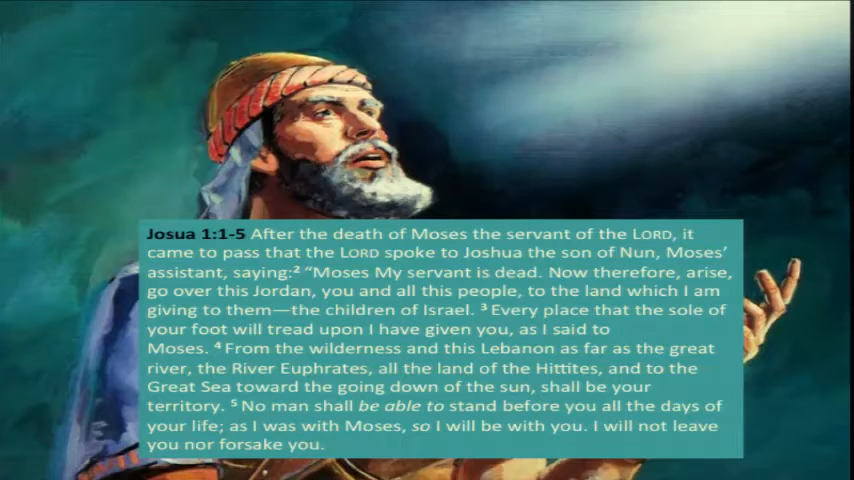 Josua 1:1-5 After the death of Moses the servant of the LORD, it
came to pass that the LORD spoke to Joshua the son of Nun, Moses’
assistant, saying:² “Moses My servant is dead. Now therefore, arise,
go over this Jordan, you and all this people, to the land which I am
giving to them—the children of Israel. ³ Every place that the sole of
your foot will tread upon I have given you, as I said to
Moses. ⁴ From the wilderness and this Lebanon as far as the great
river, the River Euphrates, all the land of the Hittites, and to the
Great Sea toward the going down of the sun, shall be your
territory. ⁵ No man shall be able to stand before you all the days of
your life; as I was with Moses, so I will be with you. I will not leave
you nor forsake you.